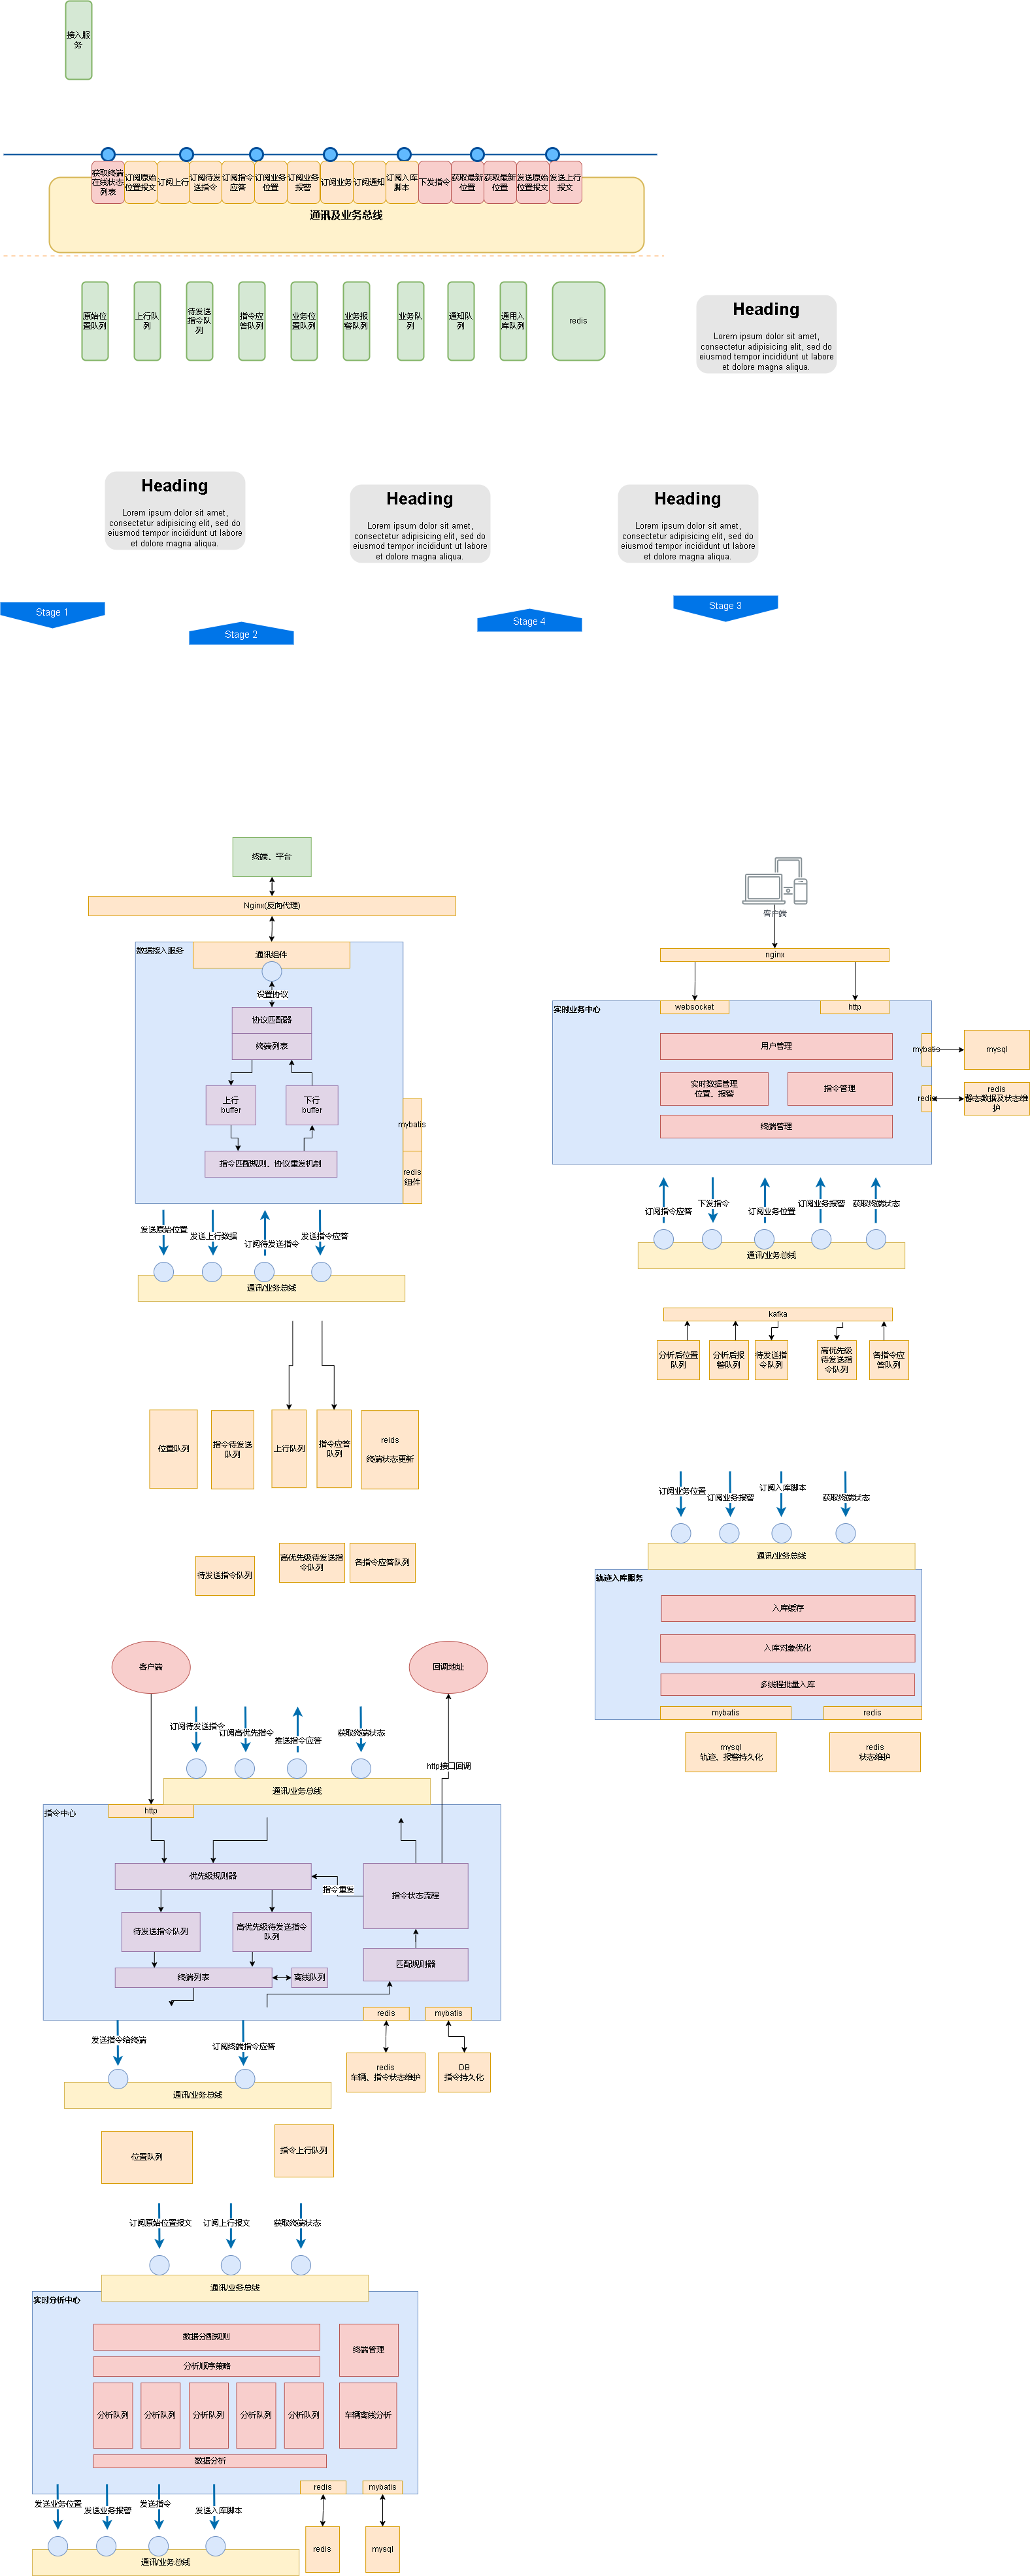 接入服
务
获取终端
在线状态
列表
订阅原始
位置报文
订阅上行
订阅待发
送指令
订阅指令
应答
订阅业务
位置
订阅业务
报警
订阅业务
订阅通知
订阅入库
脚本
下发指令
获取最新
位置
获取最新
位置
发送原始
位置报文
发送上行
报文
通讯及业务总线
原始位
置队列
上行队
列
待发送
指令队
列
指令应
答队列
业务位
置队列
业务报
警队列
业务队
列
通知队
列
通用入
库队列
redis
Heading
Lorem ipsum dolor sit amet,
consectetur adipisicing elit, sed do
eiusmod tempor incididunt ut labore
et dolore magna aliqua.
Heading
Lorem ipsum dolor sit amet,
consectetur adipisicing elit, sed do
eiusmod tempor incididunt ut labore
et dolore magna aliqua.
Heading
Lorem ipsum dolor sit amet,
consectetur adipisicing elit, sed do
eiusmod tempor incididunt ut labore
et dolore magna aliqua.
Heading
Lorem ipsum dolor sit amet,
consectetur adipisicing elit, sed do
eiusmod tempor incididunt ut labore
et dolore magna aliqua.
Stage 1
Stage 2
Stage 4
Stage 3
终端、平台
Nginx(反向代理)
数据接入服务
通讯组件
设置协议
协议匹配器
终端列表
上行
buffer
下行
buffer
指令匹配规则、协议重发机制
mybatis
redis
组件
发送原始位置
发送上行数据
订阅待发送指令
发送指令应答
通讯/业务总线
位置队列
指令待发送
队列
上行队列
指令应答
队列
reids
终端状态更新
待发送指令队列
高优先级待发送指
令队列
各指令应答队列
客户端
nginx
实时业务中心
websocket
http
用户管理
实时数据管理
位置、报警
指令管理
终端管理
mybatis
mysql
redis
redis
静态数据及状态维
护
订阅指令应答
下发指令
订阅业务位置
订阅业务报警
获取终端状态
通讯/业务总线
kafka
分析后位置
队列
分析后报
警队列
待发送指
令队列
高优先级
待发送指
令队列
各指令应
答队列
订阅业务位置
订阅业务报警
订阅入库脚本
获取终端状态
通讯/业务总线
轨迹入库服务
入库缓存
入库对象优化
多线程批量入库
mybatis
redis
mysql
轨迹、报警持久化
redis
状态维护
客户端
回调地址
订阅待发送指令
订阅高优先指令
推送指令应答
获取终端状态
http接口回调
通讯/业务总线
指令中心
http
优先级规则器
指令重发
指令状态流程
待发送指令队列
高优先级待发送指令
队列
匹配规则器
终端列表
离线队列
redis
mybatis
发送指令给终端
订阅终端指令应答
redis
车辆、指令状态维护
DB
指令持久化
通讯/业务总线
位置队列
指令上行队列
订阅原始位置报文
订阅上行报文
获取终端状态
通讯/业务总线
实时分析中心
数据分配规则
终端管理
分析顺序策略
分析队列
分析队列
分析队列
分析队列
分析队列
车辆离线分析
数据分析
redis
mybatis
发送业务位置
发送业务报警
发送指令
发送入库脚本
redis
mysql
通讯/业务总线